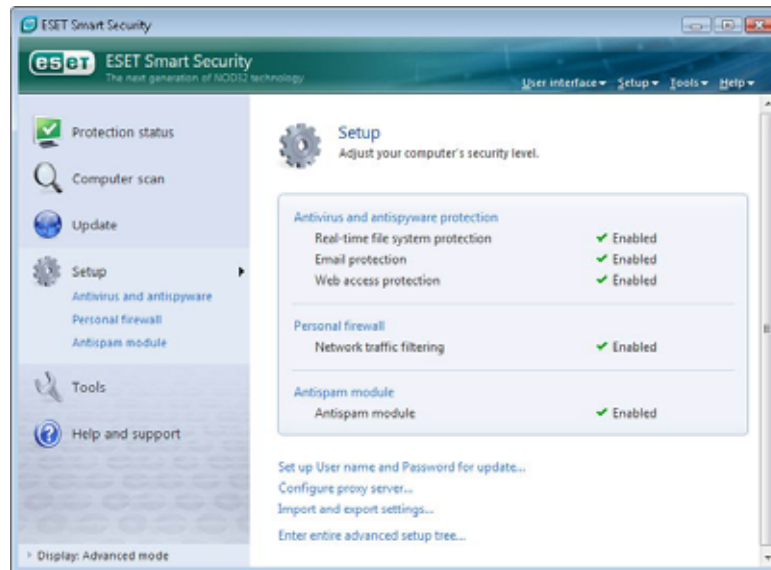 ESET Smart Security
eset ESET Smart Security
The next generation of NOD32 technology
User interface Setup Tools Help
Protection status
Computer scan
Update
Setup
Antivirus and antispyware
Personal firewall
Antispam module
Tools
Help and support
Display: Advanced mode
Setup
Adjust your computer's security level.
Antivirus and antispyware protection
Real-time file system protection Enabled
Email protection Enabled
Web access protection Enabled
Personal firewall
Network traffic filtering Enabled
Antispam module
Antispam module Enabled
Set up User name and Password for update...
Configure proxy server...
Import and export settings...
Enter entire advanced setup tree...